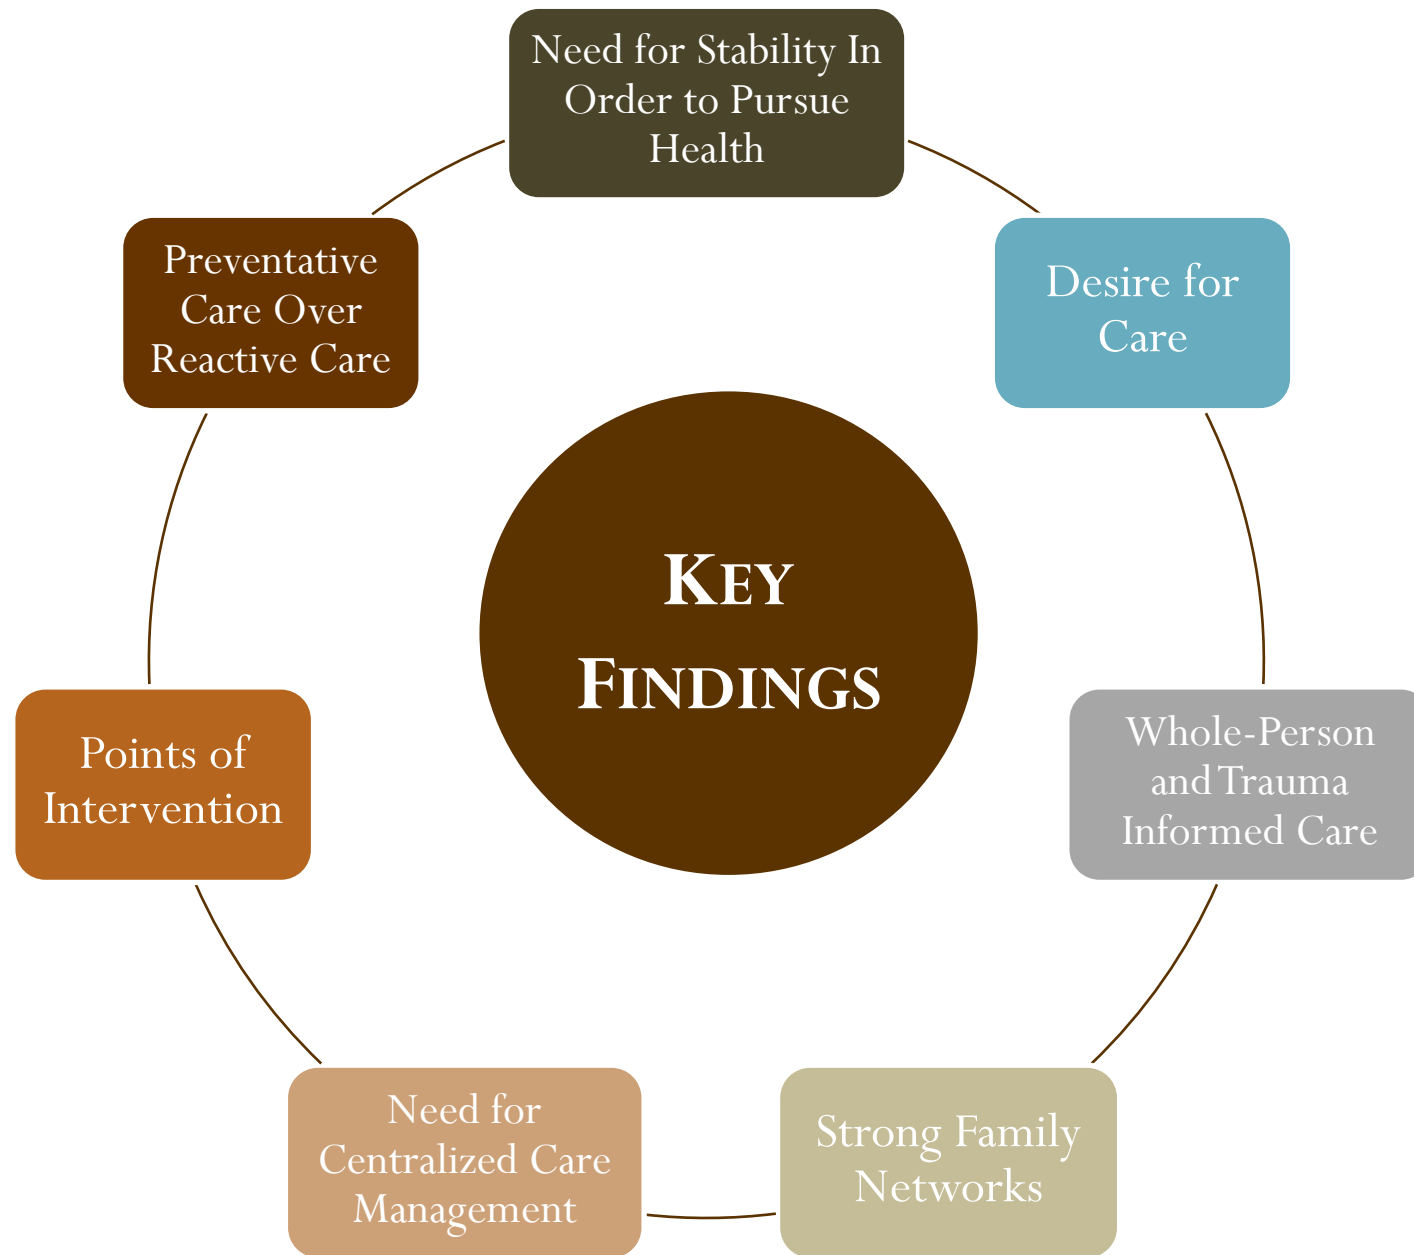 Need for Stability In
Order to Pursue
Health
Desire for
Care
Whole-Person
and Trauma
Informed Care
Strong Family
Networks
Need for
Centralized Care
Management
Points of
Intervention
Preventative
Care Over
Reactive Care
KEY
FINDINGS